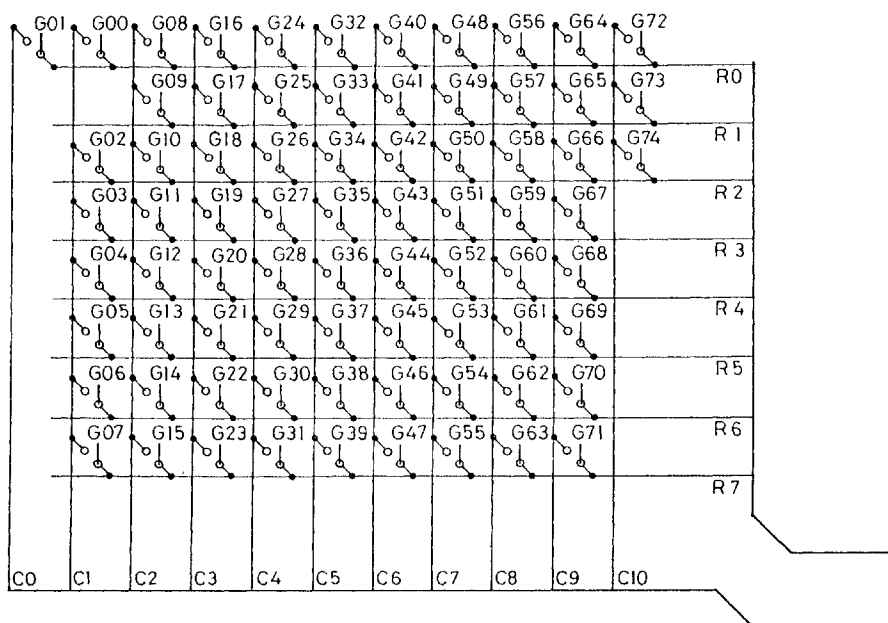 G01 G00 G08 G16 G24 G32 G40 G48 G56 G64 G72
R0
G09 G17 G25 G33 G41 G49 G57 G65 G73
R1
G02 G10 G18 G26 G34 G42 G50 G58 G66 G74
R2
G03 G11 G19 G27 G35 G43 G51 G59 G67
R3
G04 G12 G20 G28 G36 G44 G52 G60 G68
R4
G05 G13 G21 G29 G37 G45 G53 G61 G69
R5
G06 G14 G22 G30 G38 G46 G54 G62 G70
R6
G07 G15 G23 G31 G39 G47 G55 G63 G71
R7
C0 C1 C2 C3 C4 C5 C6 C7 C8 C9 C10